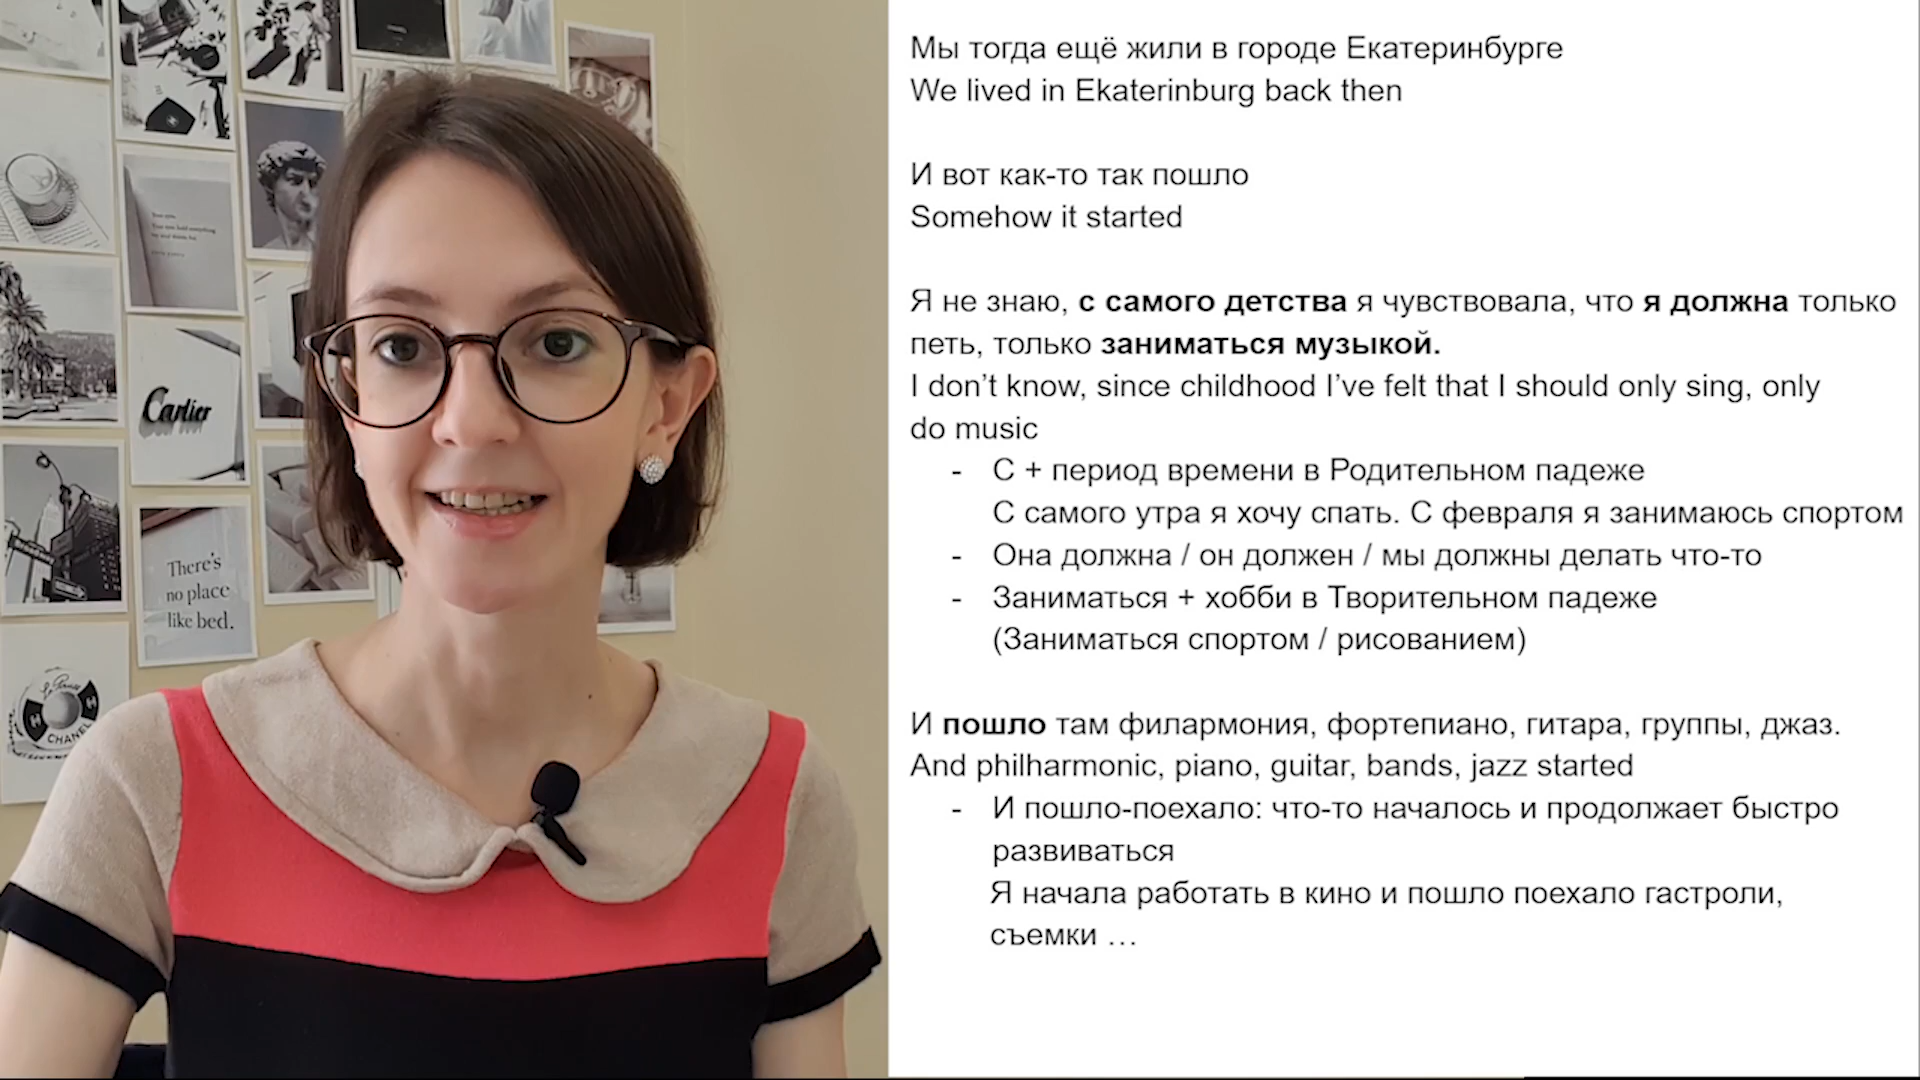 Мы тогда ещё жили в городе Екатеринбурге
We lived in Ekaterinburg back then
И вот как-то так пошло
Somehow it started
Я не знаю, с самого детства я чувствовала, что я должна только
петь, только заниматься музыкой.
I don’t know, since childhood I’ve felt that I should only sing, only
do music
- С + период времени в Родительном падеже
С самого утра я хочу спать. С февраля я занимаюсь спортом
- Она должна / он должен / мы должны делать что-то
- Заниматься + хобби в Творительном падеже
(Заниматься спортом / рисованием)
И пошло там филармония, фортепиано, гитара, группы, джаз.
And philharmonic, piano, guitar, bands, jazz started
- И пошло-поехало: что-то началось и продолжает быстро
развиваться
Я начала работать в кино и пошло поехало гастроли,
съемки …
Cartier
There's
no place
like bed.
CHANEL